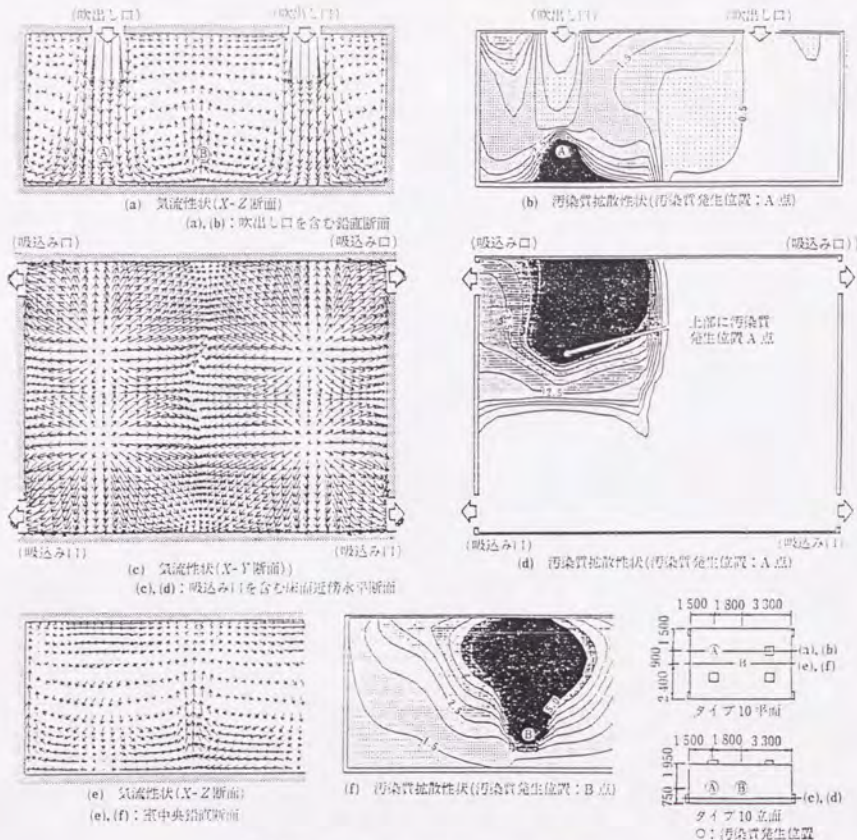 (吹出し口) (吹出し口) (吹出し口) (吹出し口)
A B
1.5 0.5
A
(a) 気流性状(X-Z断面)
(a),(b):吹出し口を含む鉛直断面
(b) 汚染質拡散性状(汚染質発生位置:A点)
(吸込み口) (吸込み口) (吸込み口) (吸込み口)
上部に汚染質
発生位置A点
1.5
(吸込み口) (吸込み口) (吸込み口) (吸込み口)
(c) 気流性状(X-Y断面))
(c),(d):吸込み口を含む床面近傍水平断面
(d) 汚染質拡散性状(汚染質発生位置:A点)
2.5
1.5
B
(e) 気流性状(X-Z断面)
(e),(f):室中央鉛直断面
(f) 汚染質拡散性状(汚染質発生位置:B点)
1 500 1 800 3 300
1 500
900
2 400
A
B
(a),(b)
(e),(f)
タイプ10平面
1 500 1 800 3 300
1 950
750
A B
(c),(d)
タイプ10立面
○:汚染質発生位置